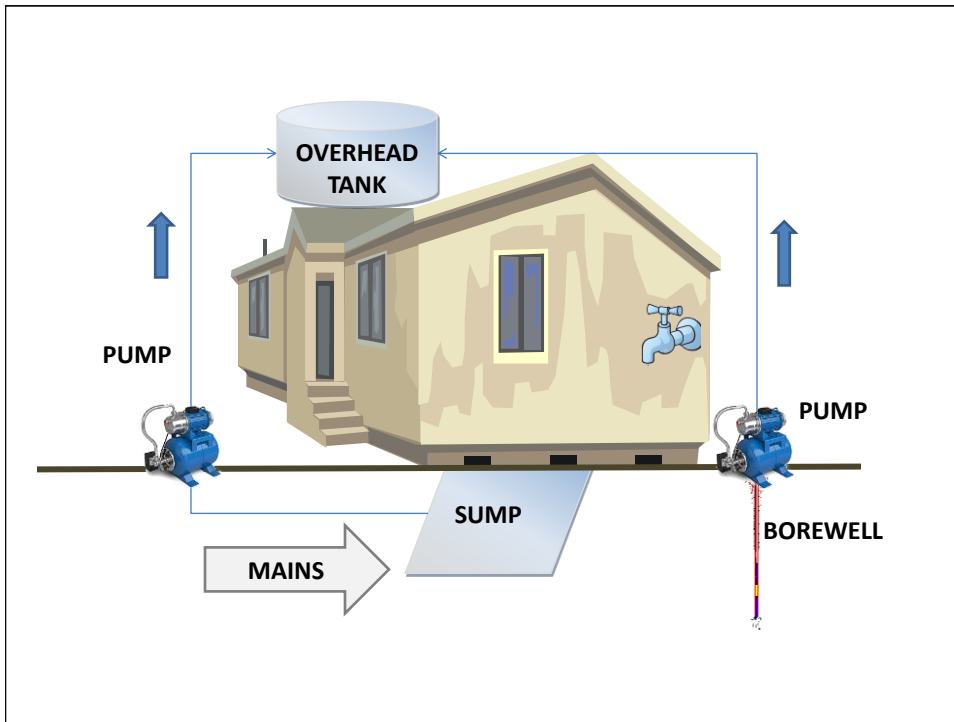 OVERHEAD
TANK
PUMP
PUMP
SUMP
BOREWELL
MAINS